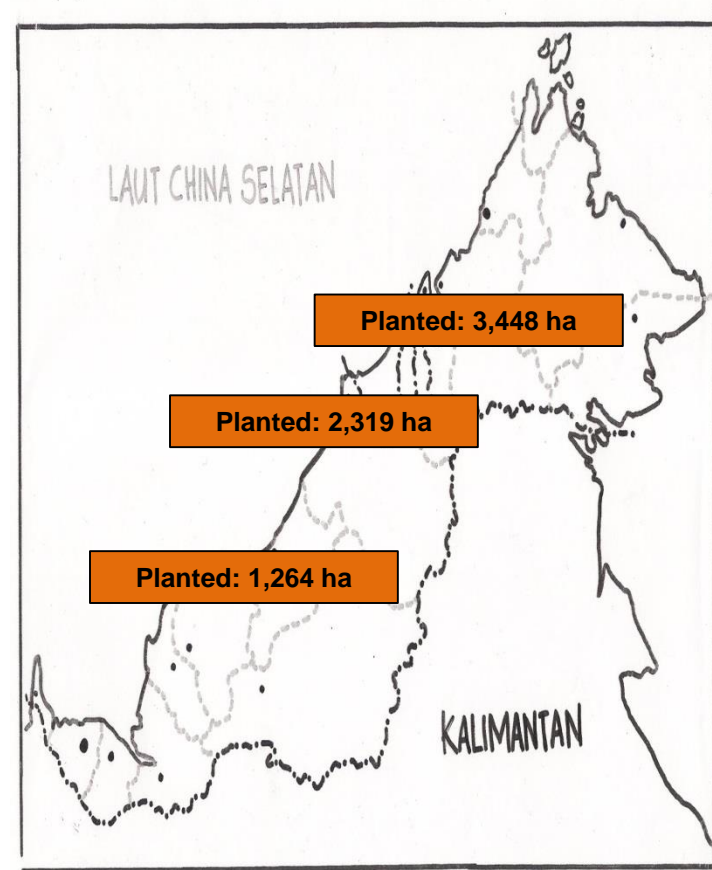 LAUT CHINA SELATAN
Planted: 3,448 ha
Planted: 2,319 ha
Planted: 1,264 ha
KALIMANTAN